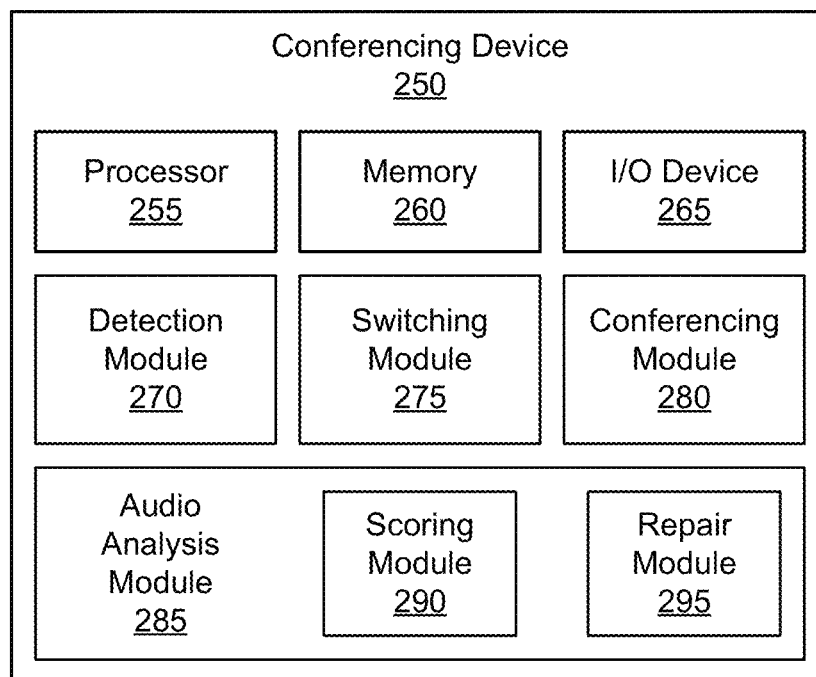 Conferencing Device
250
Processor
255
Memory
260
I/O Device
265
Detection
Module
270
Switching
Module
275
Conferencing
Module
280
Audio
Analysis
Module
285
Scoring
Module
290
Repair
Module
295